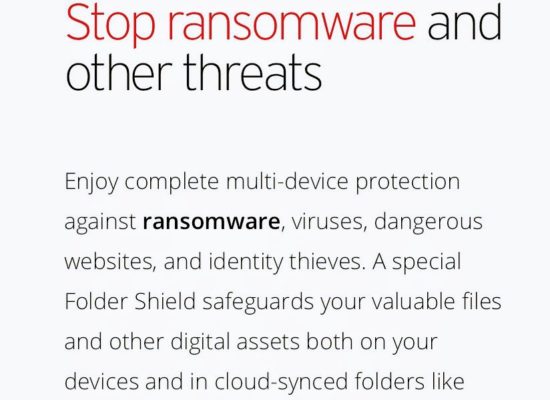 Stop ransomware and
other threats
Enjoy complete multi-device protection
against ransomware, viruses, dangerous
websites, and identity thieves. A special
Folder Shield safeguards your valuable files
and other digital assets both on your
devices and in cloud-synced folders like